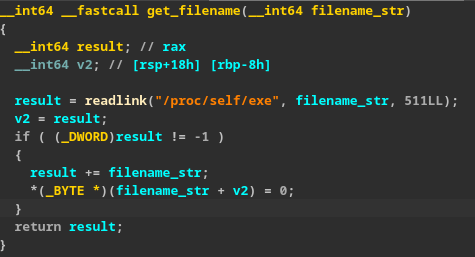 __int64 __fastcall get_filename(__int64 filename_str)
{
  __int64 result; // rax
  __int64 v2; // [rsp+18h] [rbp-8h]

  result = readlink("/proc/self/exe", filename_str, 511LL);
  v2 = result;
  if ( (_DWORD)result != -1 )
  {
    result += filename_str;
    *(_BYTE *)(filename_str + v2) = 0;
  }
  return result;
}